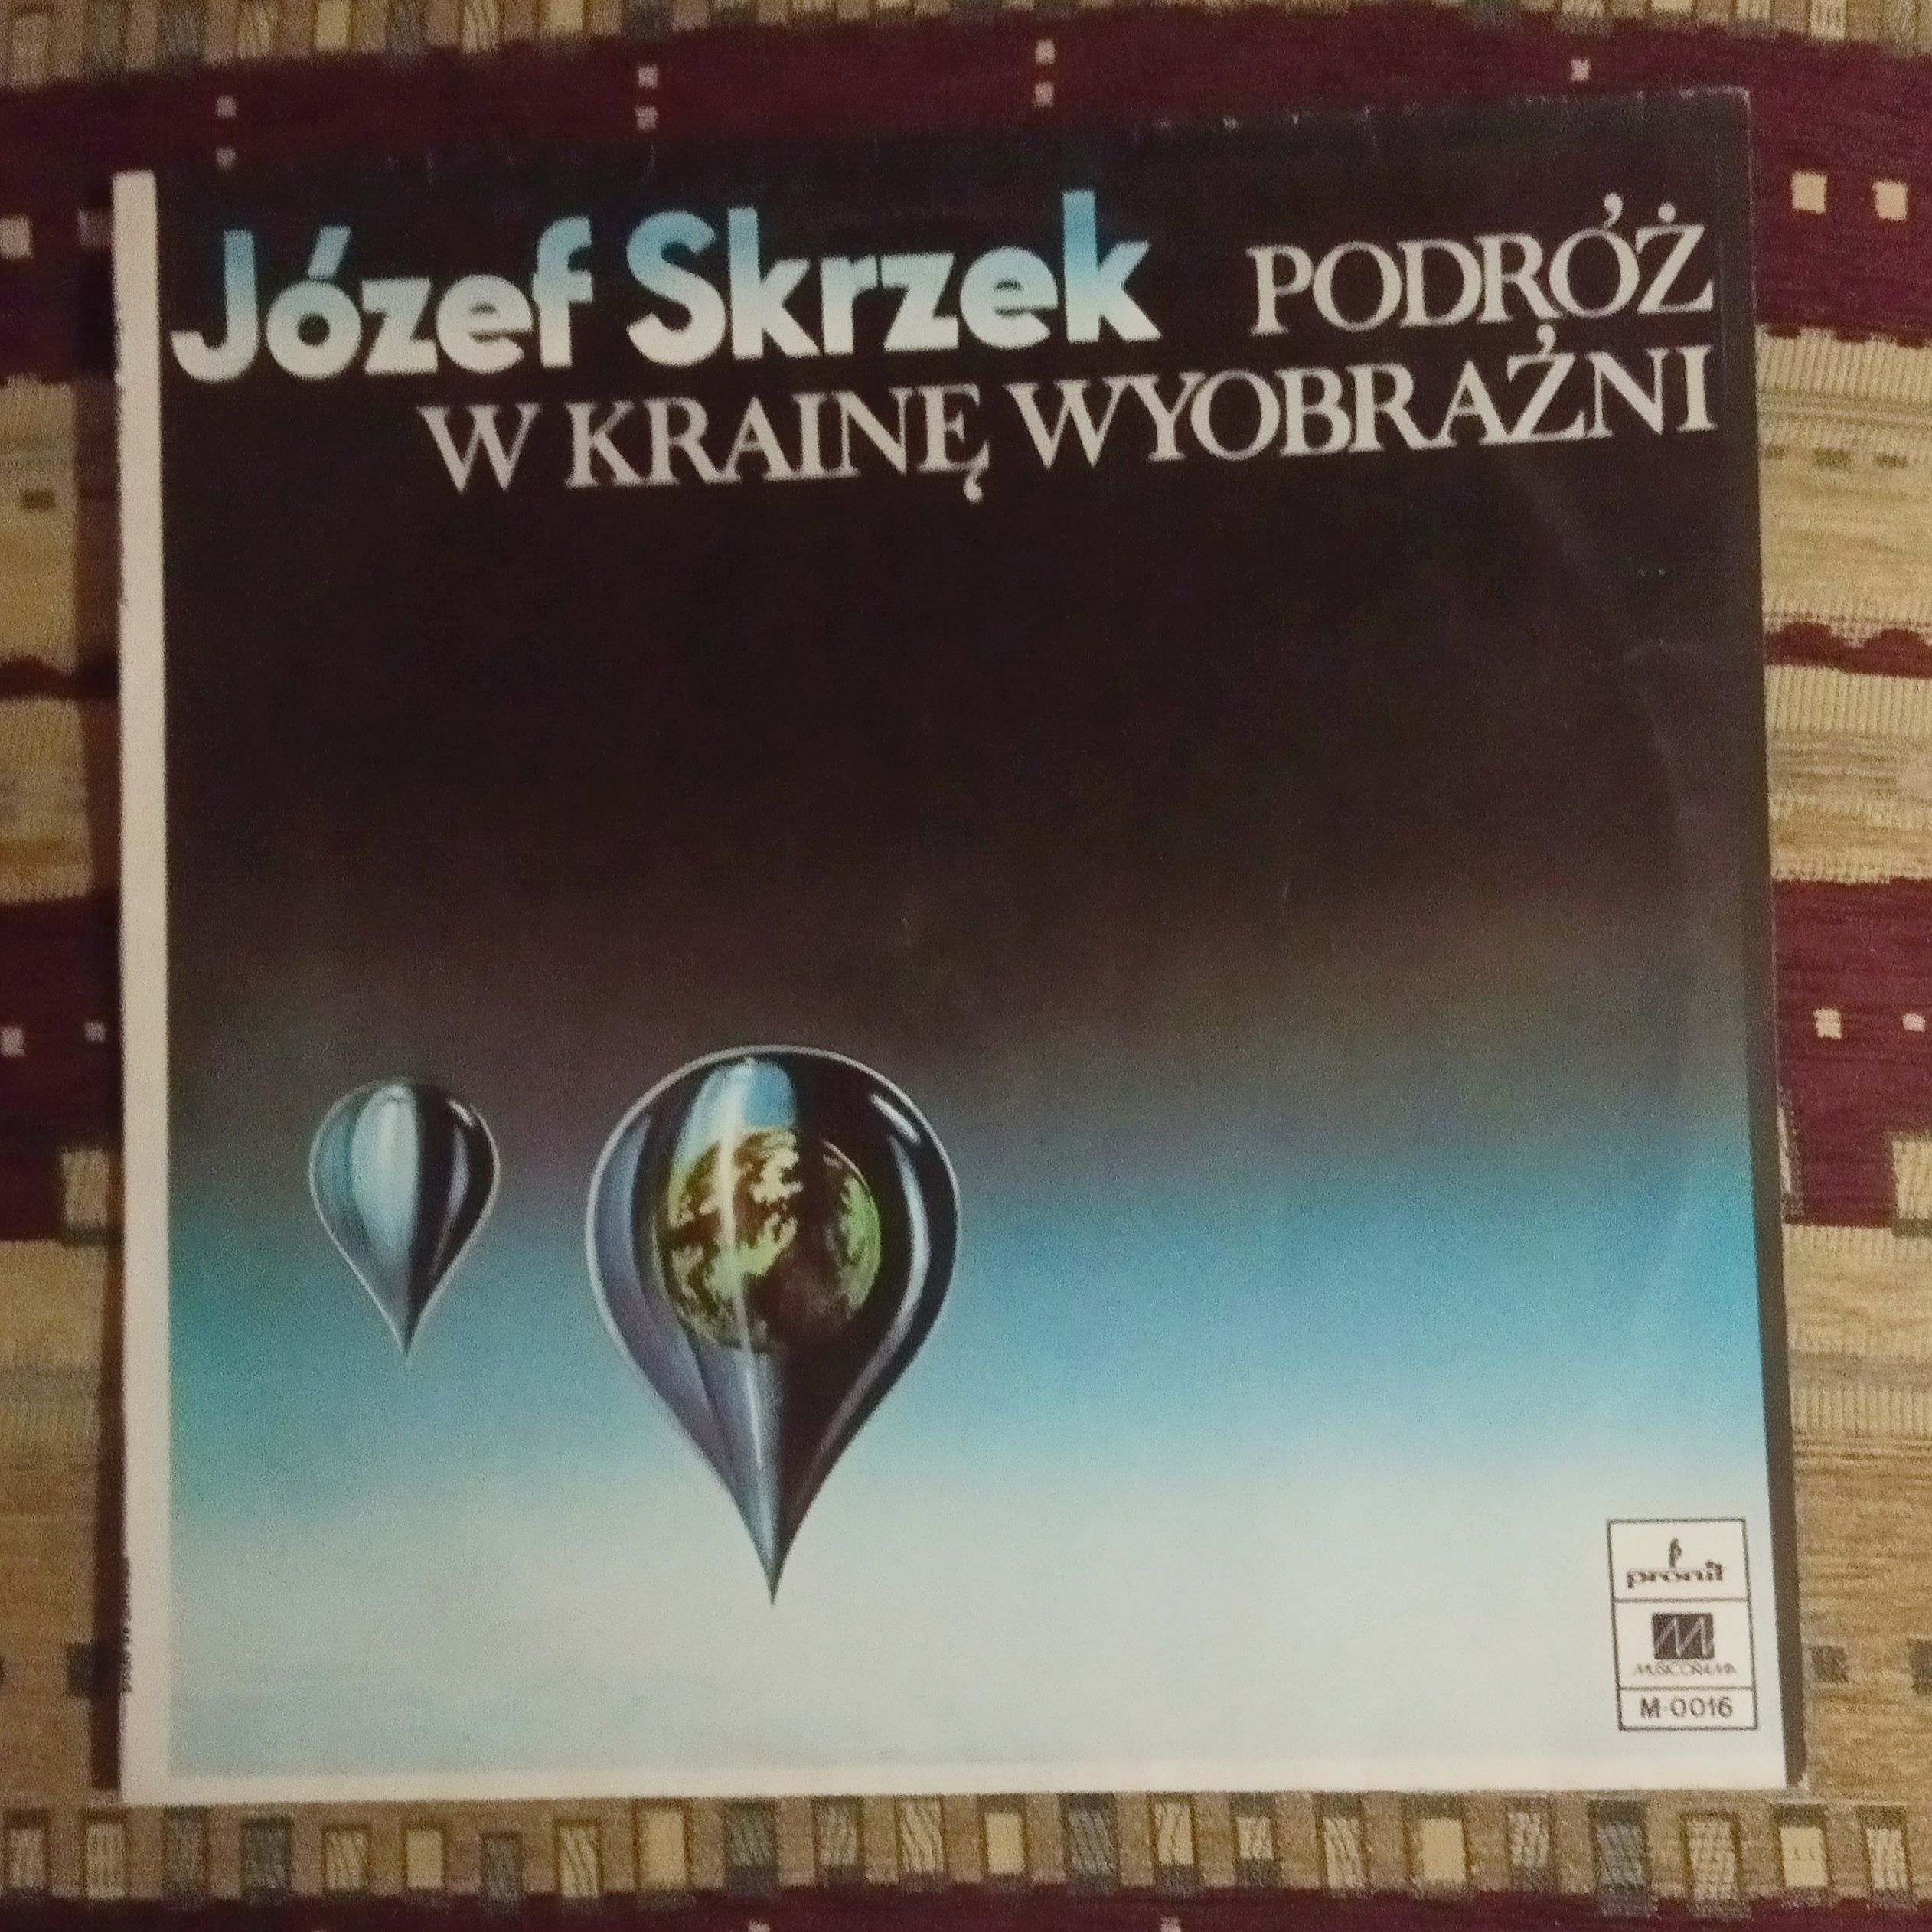 Józef Skrzek PODRÓŻ
W KRAINĘ WYOBRAŹNI
pronit
MUSICORAMA
M-0016